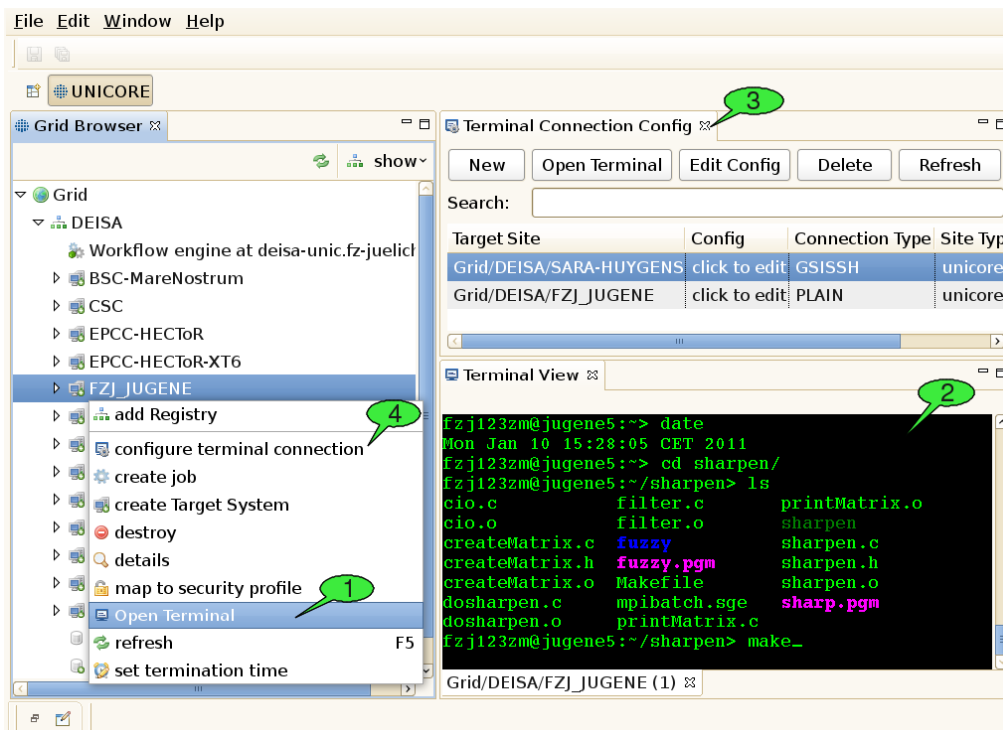 File Edit Window Help
UNICORE
Grid Browser
show
Grid
DEISA
Workflow engine at deisa-unic.fz-juelich
BSC-MareNostrum
CSC
EPCC-HECToR
EPCC-HECToR-XT6
FZJ_JUGENE
add Registry
4
configure terminal connection
create job
create Target System
destroy
details
map to security profile
1
Open Terminal
refresh F5
set termination time
3
Terminal Connection Config
New Open Terminal Edit Config Delete Refresh
Search:
Target Site Config Connection Type Site Typ
Grid/DEISA/SARA-HUYGENS click to edit GSISSH unicore
Grid/DEISA/FZJ_JUGENE click to edit PLAIN unicore
Terminal View
2
fzj123zm@jugene5:~> date
Mon Jan 10 15:28:05 CET 2011
fzj123zm@jugene5:~> cd sharpen/
fzj123zm@jugene5:~/sharpen> ls
cio.c filter.c printMatrix.o
cio.o filter.o sharpen
createMatrix.c fuzzy sharpen.c
createMatrix.h fuzzy.pgm sharpen.h
createMatrix.o Makefile sharpen.o
dosharpen.c mpibatch.sge sharp.pgm
dosharpen.o printMatrix.c
fzj123zm@jugene5:~/sharpen> make_
Grid/DEISA/FZJ_JUGENE (1)